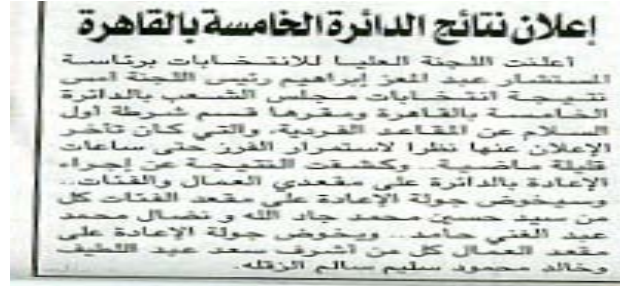 إعلان نتائج الدائرة الخامسة بالقاهرة
أعلنت اللجنة العليا للانتخابات برئاسة
المستشار عبد المعز إبراهيم رئيس اللجنة امس
نتيجة انتخابات مجلس الشعب بالدائرة
الخامسة بالقاهرة ومقرها قسم شرطة اول
السلام عن المقاعد الفردية، والتي كان تأخر
الإعلان عنها نظرا لاستمرار الفرز حتى ساعات
قليلة ماضية.. وكشفت النتيجة عن إجراء
الإعادة بالدائرة على مقعدي العمال والفئات..
وسيخوض جولة الإعادة على مقعد الفئات كل
من سيد حسين محمد جاد الله و نضال محمد
عبد الغني حامد.. ويخوض جولة الإعادة على
مقعد العمال كل من اشرف سعد عبد اللطيف
وخالد محمود سليم سالم الزقله.